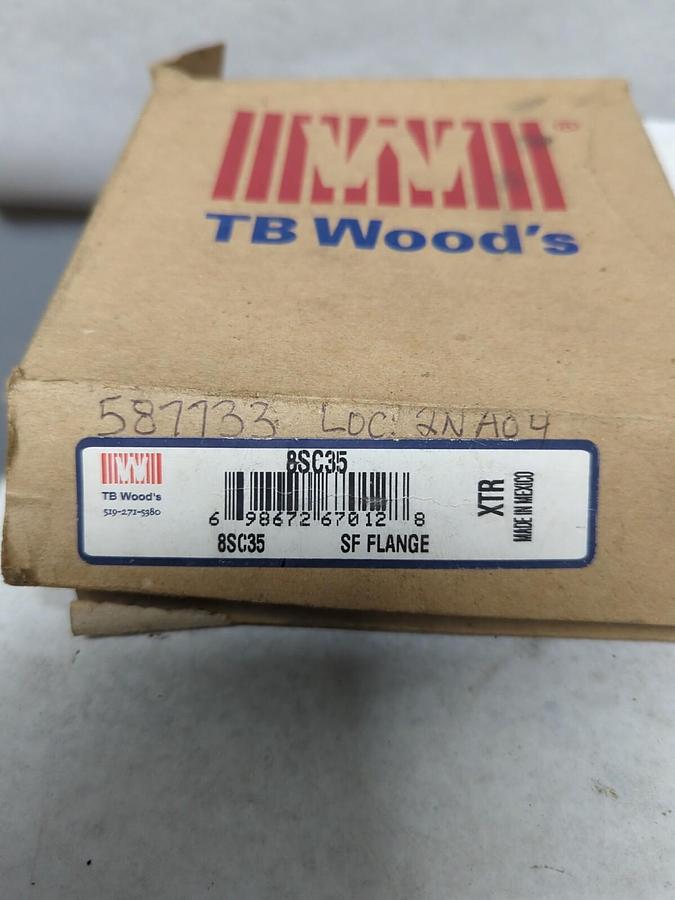 ®
TB Wood's
587733 LOC: 2NA04
8SC35
TB Wood's
519-271-5380
6 98672 67012 8
8SC35 SF FLANGE
XTR
MADE IN MEXICO